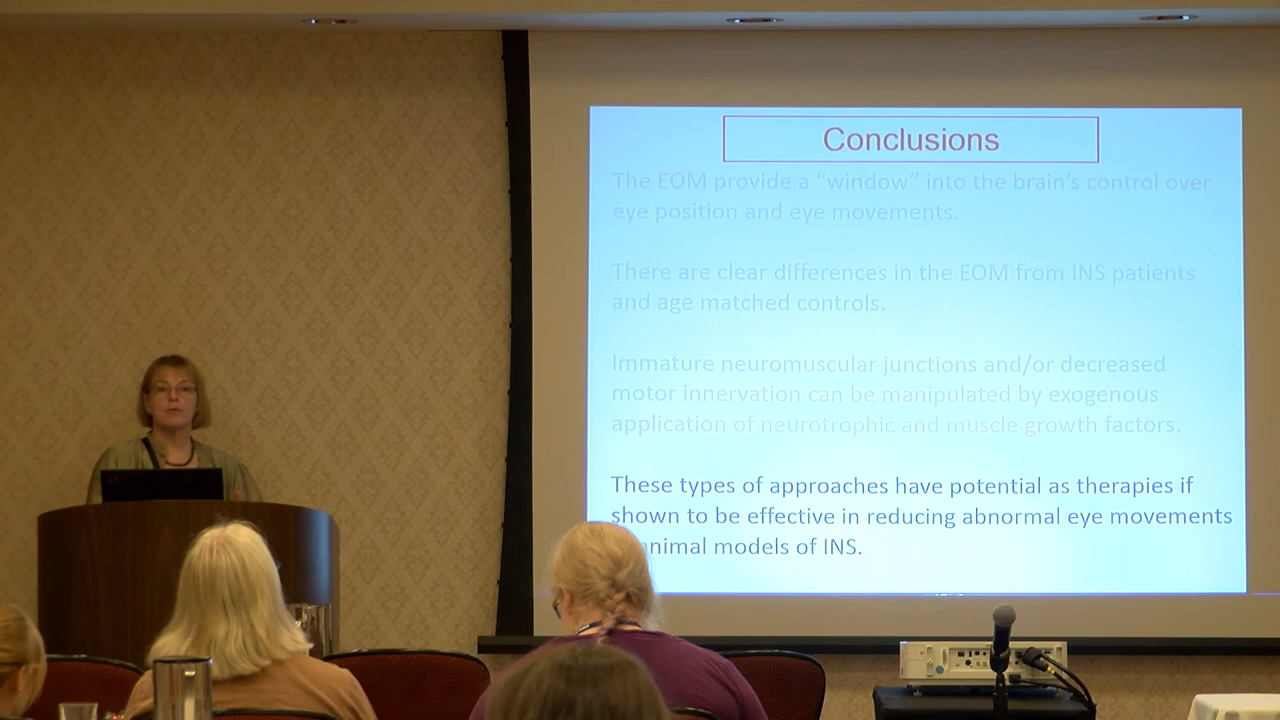 Conclusions
The EOM provide a “window” into the brain’s control over
eye position and eye movements.
There are clear differences in the EOM from INS patients
and age matched controls.
Immature neuromuscular junctions and/or decreased
motor innervation can be manipulated by exogenous
application of neurotrophic and muscle growth factors.
These types of approaches have potential as therapies if
shown to be effective in reducing abnormal eye movements
animal models of INS.